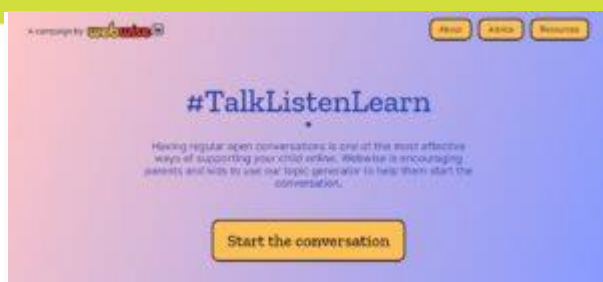 A campaign by webwise
About Advice Resources
#TalkListenLearn
Having regular open conversations is one of the most effective
ways of supporting your child online. Webwise is encouraging
parents and kids to use our topic generator to help them start the
conversation.
Start the conversation